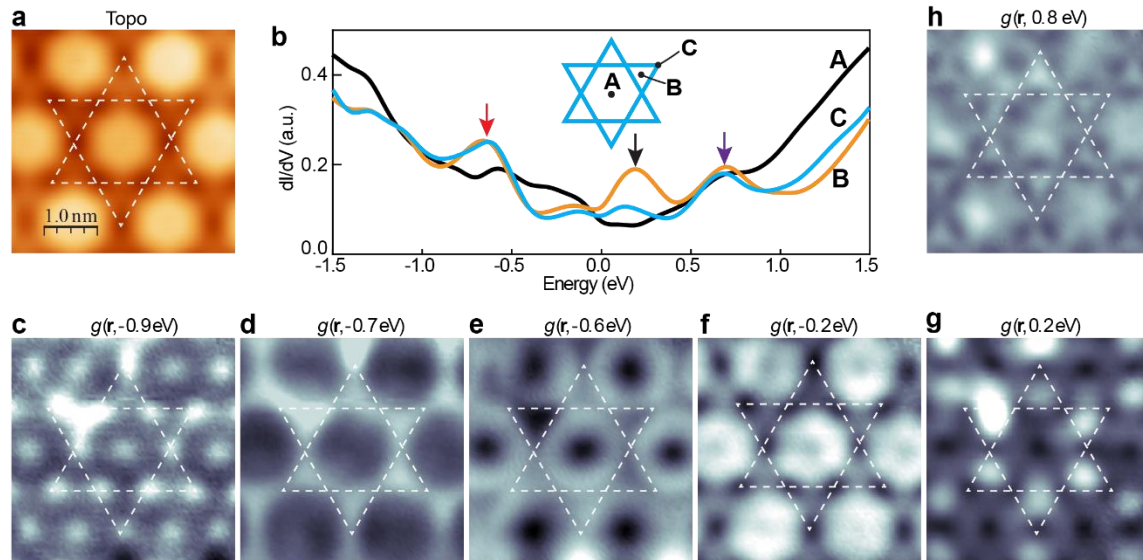 a
Topo
1.0 nm
b
dI/dV (a.u.)
0.4
0.2
0.0
-1.5
-1.0
-0.5
0.0
0.5
1.0
1.5
Energy (eV)
A
B
C
A
C
B
h
g(r, 0.8 eV)
c
g(r,-0.9eV)
d
g(r,-0.7eV)
e
g(r,-0.6eV)
f
g(r,-0.2eV)
g
g(r,0.2eV)